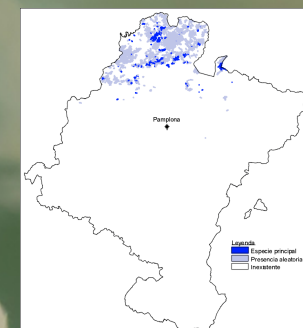 Pamplona
Leyenda
Especie principal
Presencia aleatoria
Inexistente